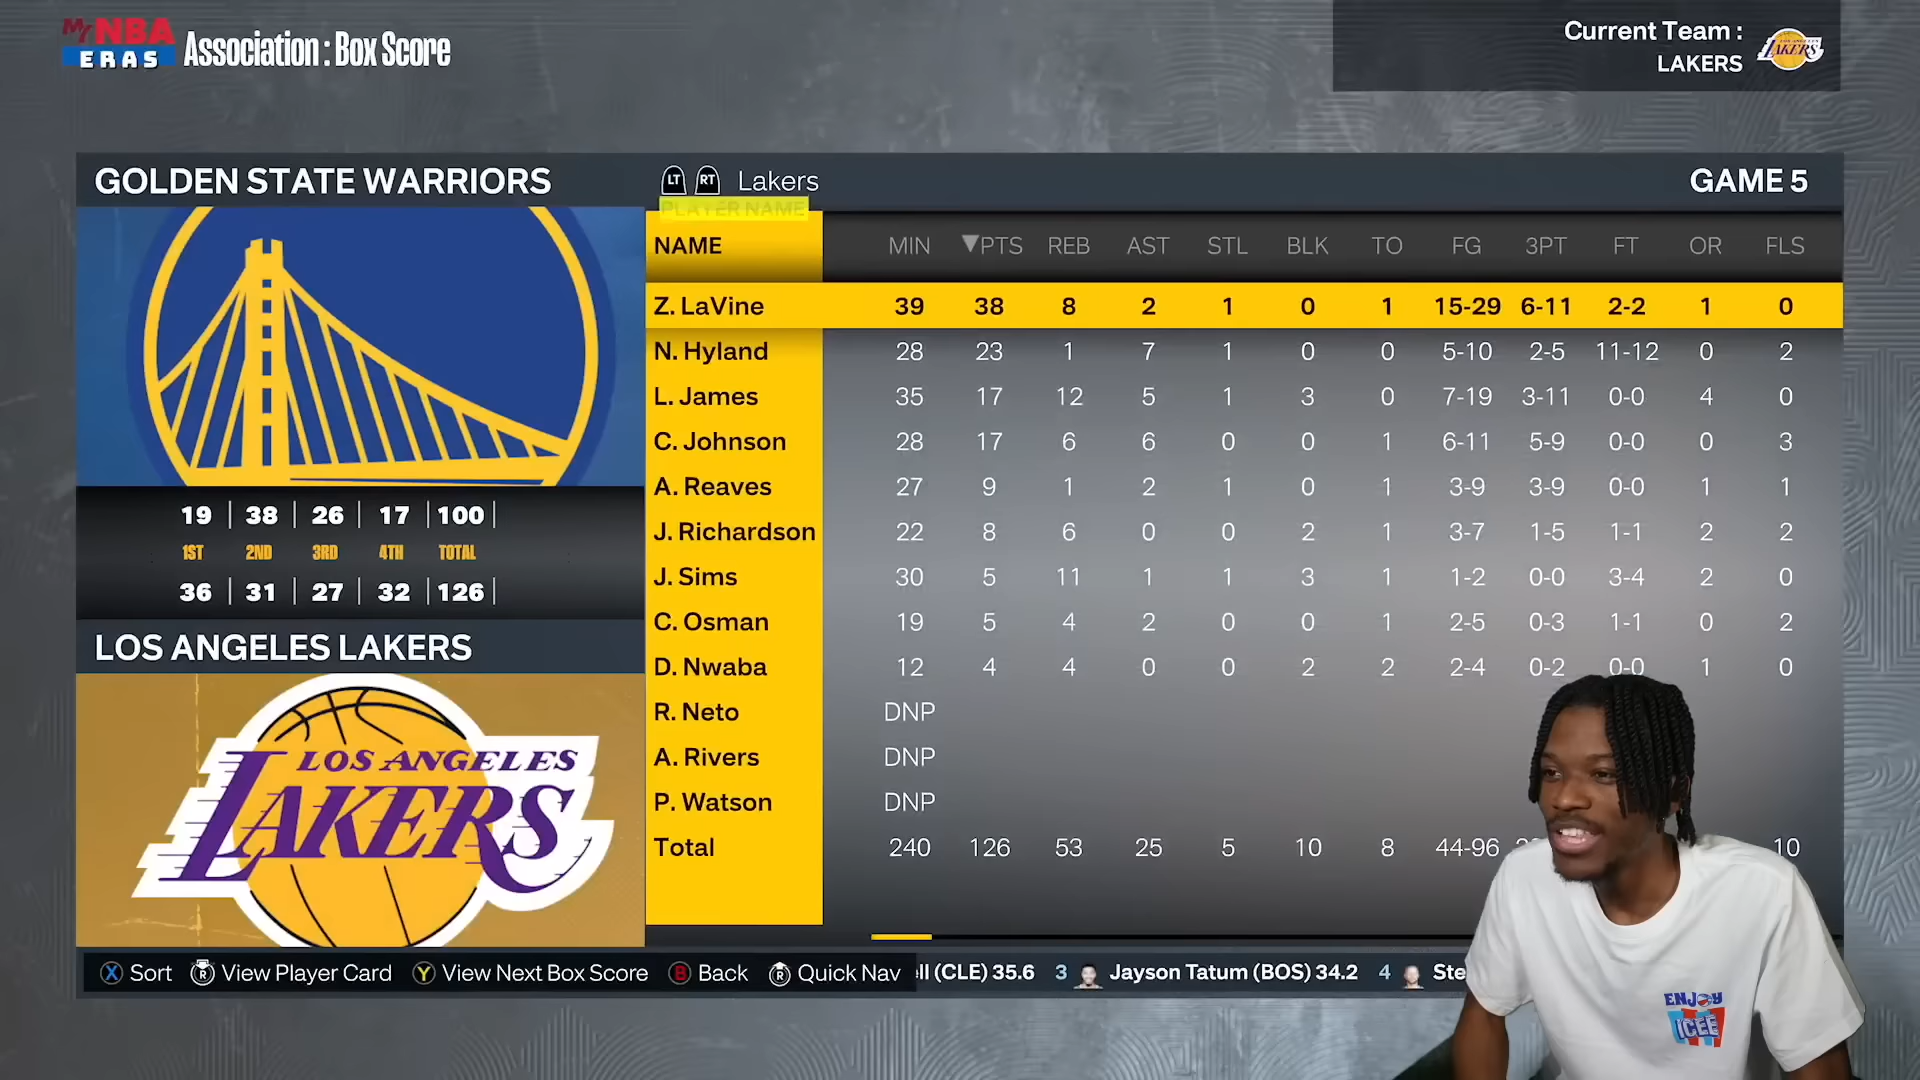 My NBA
ERAS
Association : Box Score
Current Team :
LAKERS
LAKERS
GOLDEN STATE WARRIORS
19 | 38 | 26 | 17 | 100 |
1ST 2ND 3RD 4TH TOTAL
36 | 31 | 27 | 32 | 126 |
LOS ANGELES LAKERS
LOS ANGELES
LAKERS
LT RT Lakers
GAME 5
PLAYER NAME
NAME MIN ▼PTS REB AST STL BLK TO FG 3PT FT OR FLS
Z. LaVine 39 38 8 2 1 0 1 15-29 6-11 2-2 1 0
N. Hyland 28 23 1 7 1 0 0 5-10 2-5 11-12 0 2
L. James 35 17 12 5 1 3 0 7-19 3-11 0-0 4 0
C. Johnson 28 17 6 6 0 0 1 6-11 5-9 0-0 0 3
A. Reaves 27 9 1 2 1 0 1 3-9 3-9 0-0 1 1
J. Richardson 22 8 6 0 0 2 1 3-7 1-5 1-1 2 2
J. Sims 30 5 11 1 1 3 1 1-2 0-0 3-4 2 0
C. Osman 19 5 4 2 0 0 1 2-5 0-3 1-1 0 2
D. Nwaba 12 4 4 0 0 2 2 2-4 0-2 0-0 1 0
R. Neto DNP
A. Rivers DNP
P. Watson DNP
Total 240 126 53 25 5 10 8 44-96 10
X Sort R View Player Card Y View Next Box Score B Back R Quick Nav
ll (CLE) 35.6 3 Jayson Tatum (BOS) 34.2 4 Ste
ENJOY
ICEE